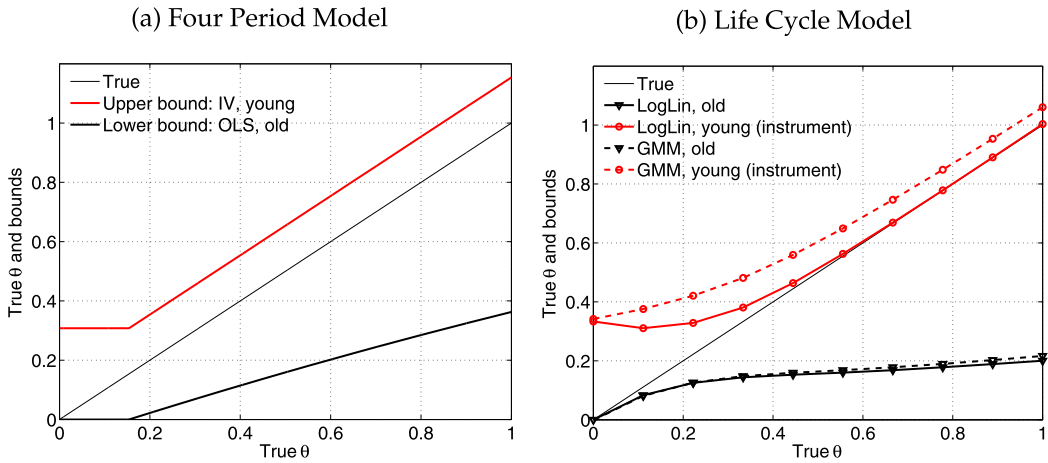 (a) Four Period Model
True
Upper bound: IV, young
Lower bound: OLS, old
1
0.8
0.6
0.4
0.2
0
0
0.2
0.4
0.6
0.8
1
True θ and bounds
True θ
(b) Life Cycle Model
True
LogLin, old
LogLin, young (instrument)
GMM, old
GMM, young (instrument)
1
0.8
0.6
0.4
0.2
0
0
0.2
0.4
0.6
0.8
1
True θ and bounds
True θ